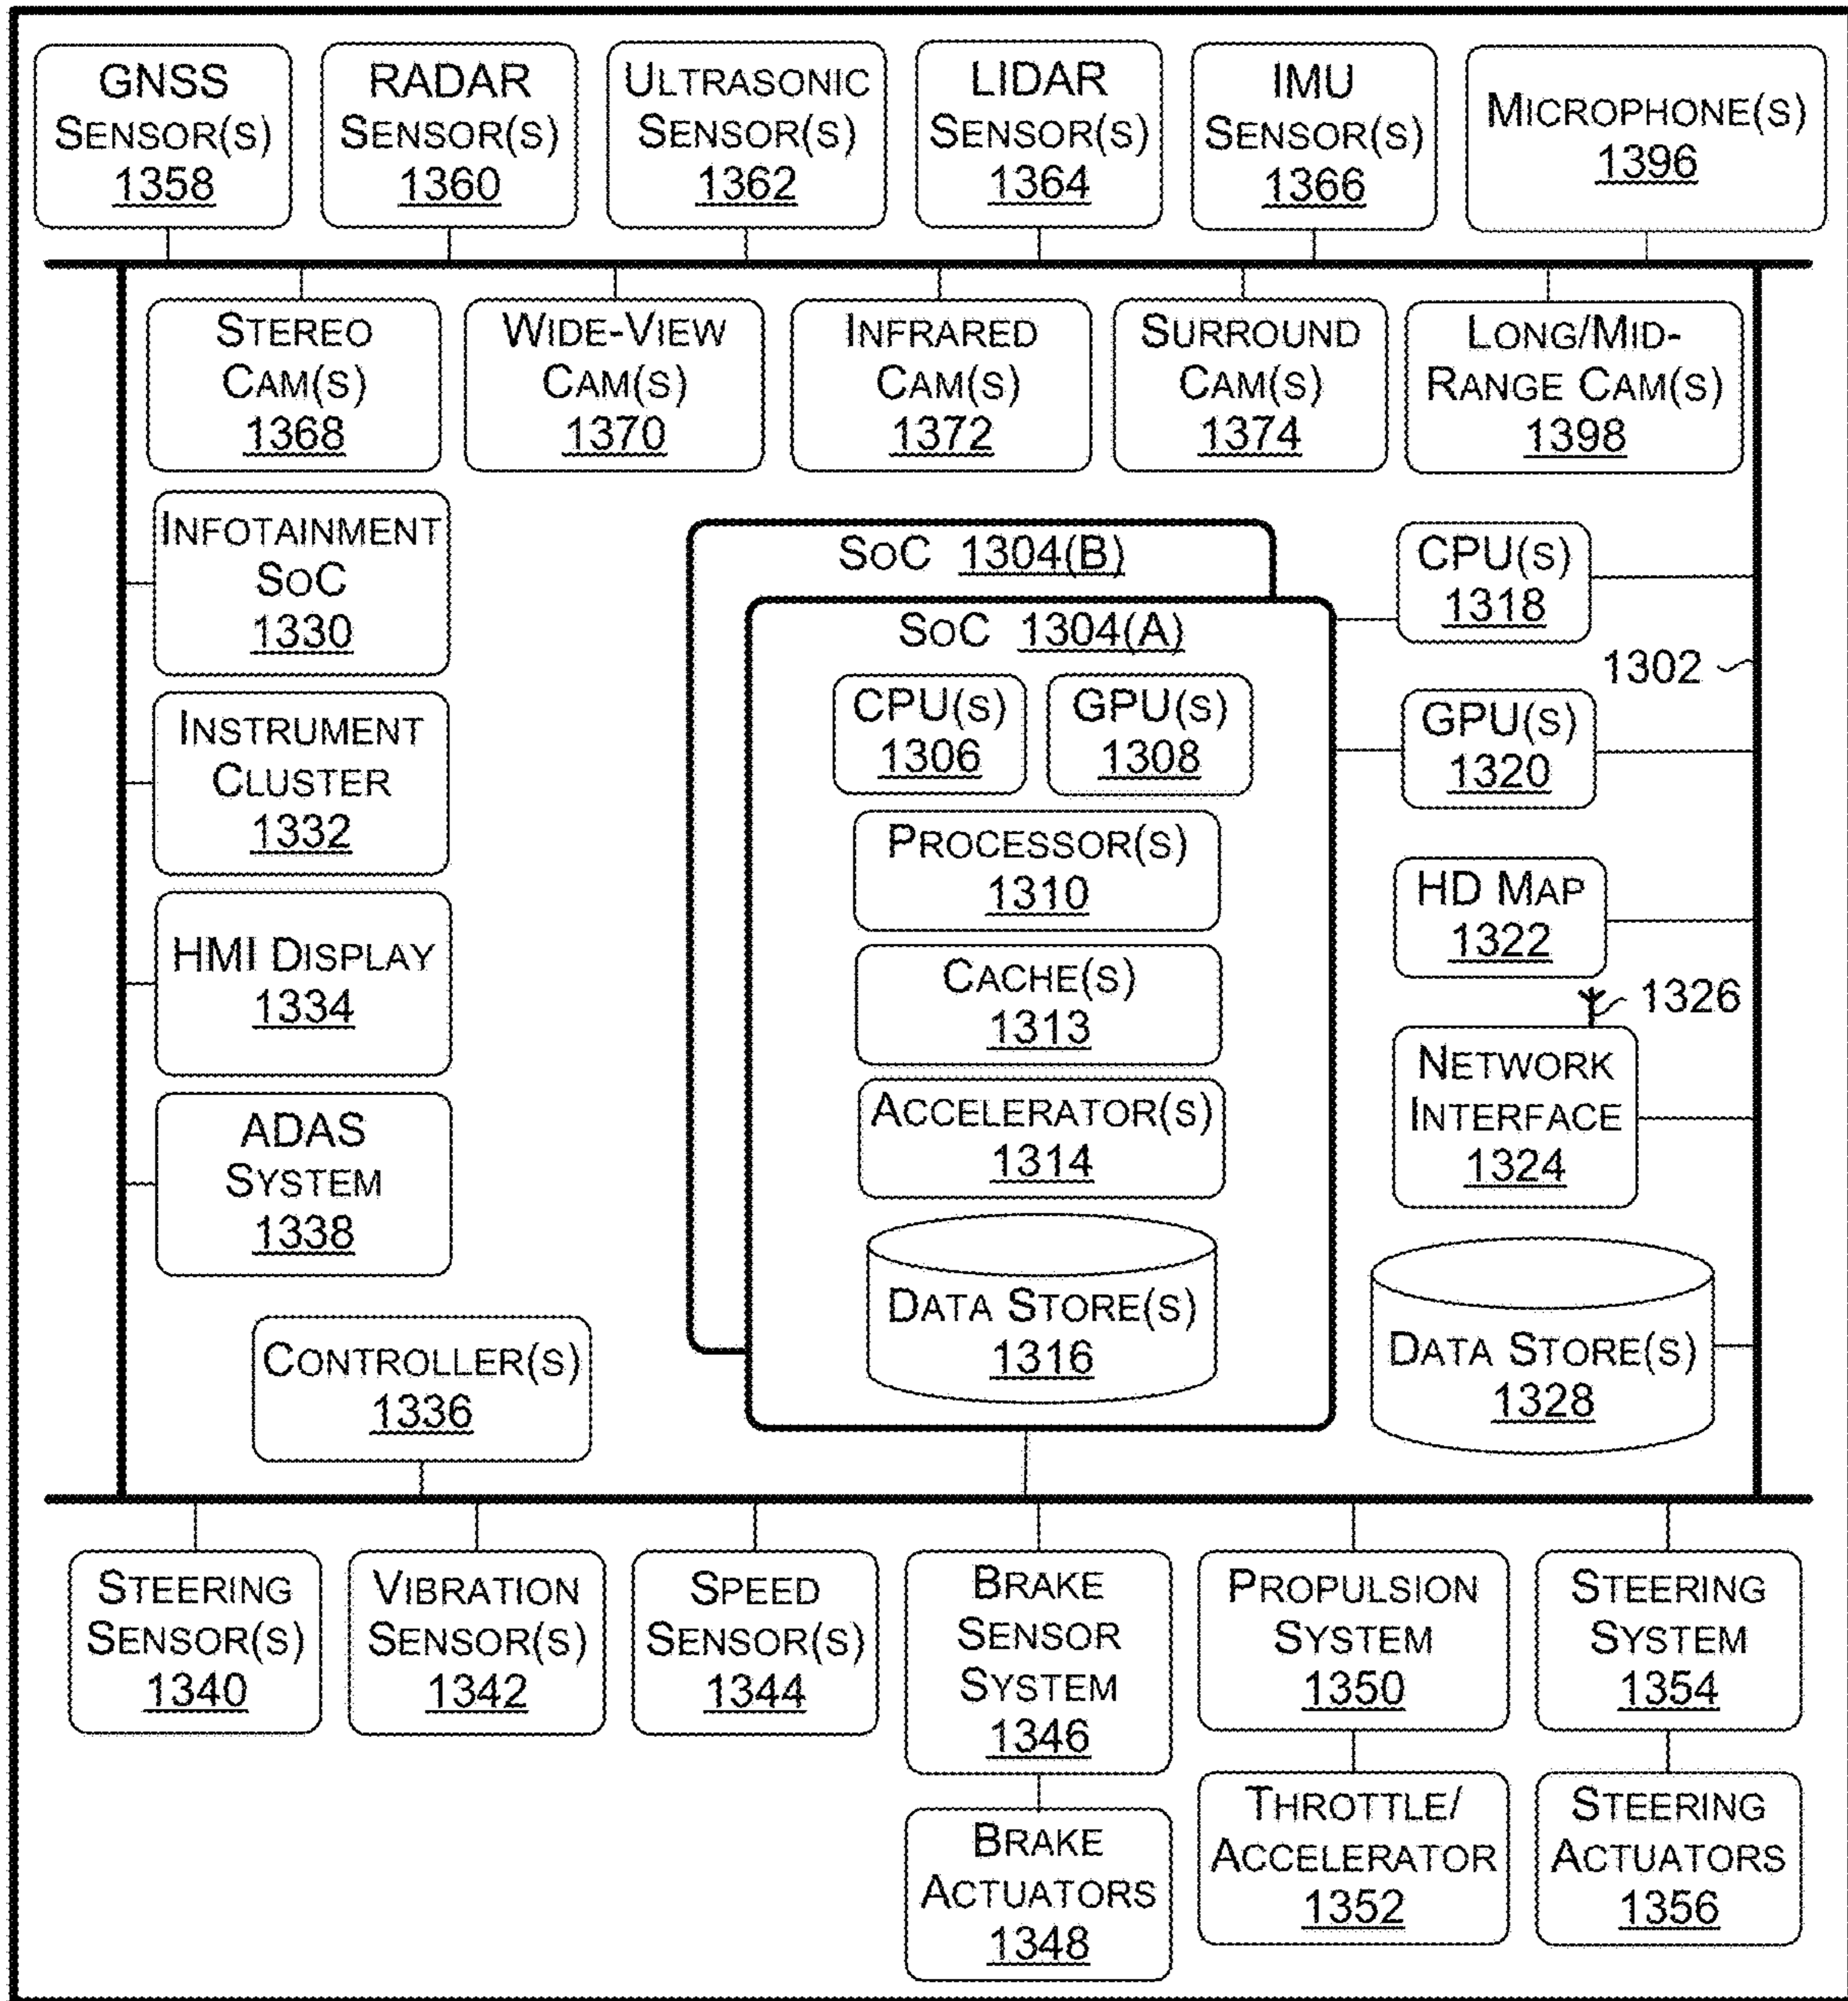 GNSS
SENSOR(S)
1358
RADAR
SENSOR(S)
1360
ULTRASONIC
SENSOR(S)
1362
LIDAR
SENSOR(S)
1364
IMU
SENSOR(S)
1366
MICROPHONE(S)
1396
STEREO
CAM(S)
1368
WIDE-VIEW
CAM(S)
1370
INFRARED
CAM(S)
1372
SURROUND
CAM(S)
1374
LONG/MID-
RANGE CAM(S)
1398
INFOTAINMENT
SOC
1330
INSTRUMENT
CLUSTER
1332
HMI DISPLAY
1334
ADAS
SYSTEM
1338
CONTROLLER(S)
1336
SOC 1304(B)
SOC 1304(A)
CPU(S)
1306
GPU(S)
1308
PROCESSOR(S)
1310
CACHE(S)
1313
ACCELERATOR(S)
1314
DATA STORE(S)
1316
CPU(S)
1318
1302
GPU(S)
1320
HD MAP
1322
1326
NETWORK
INTERFACE
1324
DATA STORE(S)
1328
STEERING
SENSOR(S)
1340
VIBRATION
SENSOR(S)
1342
SPEED
SENSOR(S)
1344
BRAKE
SENSOR
SYSTEM
1346
PROPULSION
SYSTEM
1350
STEERING
SYSTEM
1354
BRAKE
ACTUATORS
1348
THROTTLE/
ACCELERATOR
1352
STEERING
ACTUATORS
1356